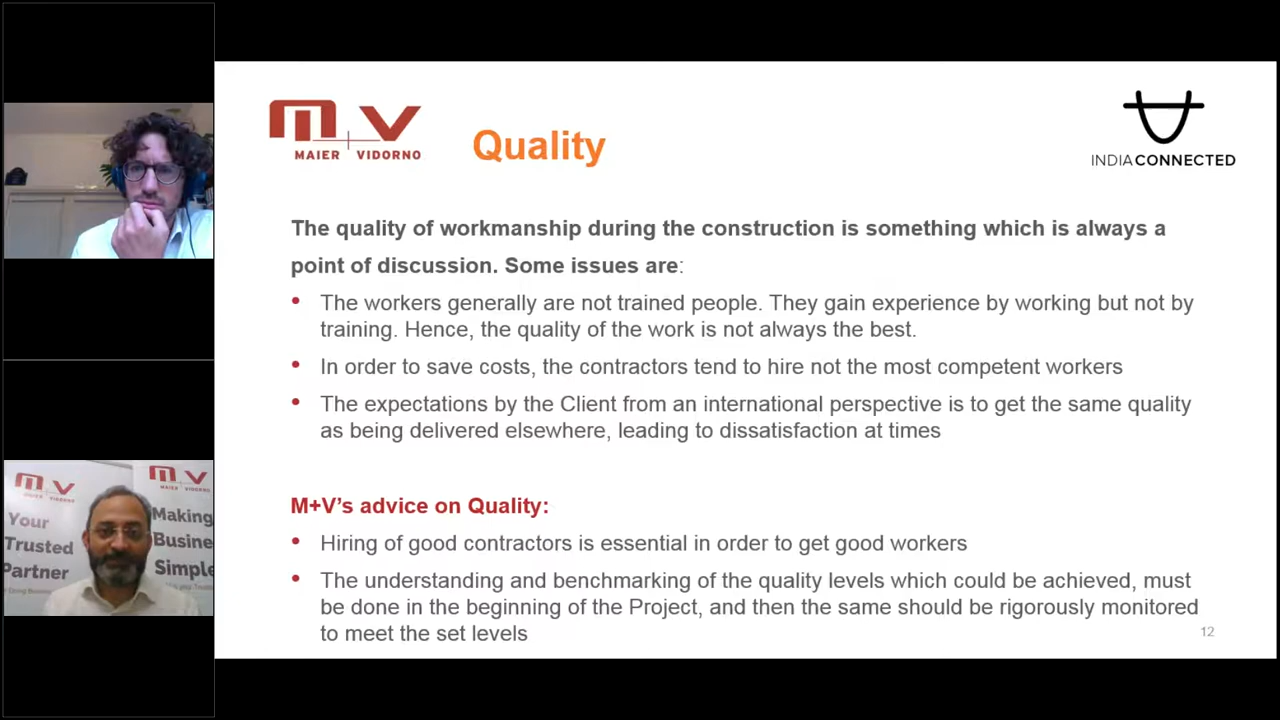 M+V
MAIER VIDORNO
Quality
INDIACONNECTED
The quality of workmanship during the construction is something which is always a
point of discussion. Some issues are:
• The workers generally are not trained people. They gain experience by working but not by
training. Hence, the quality of the work is not always the best.
• In order to save costs, the contractors tend to hire not the most competent workers
• The expectations by the Client from an international perspective is to get the same quality
as being delivered elsewhere, leading to dissatisfaction at times
M+V’s advice on Quality:
• Hiring of good contractors is essential in order to get good workers
• The understanding and benchmarking of the quality levels which could be achieved, must
be done in the beginning of the Project, and then the same should be rigorously monitored
to meet the set levels
12
M+V
MAIER VIDORNO
Your
Trusted
Partner
M+V
MAIER VIDORNO
Making
Busine
Simple